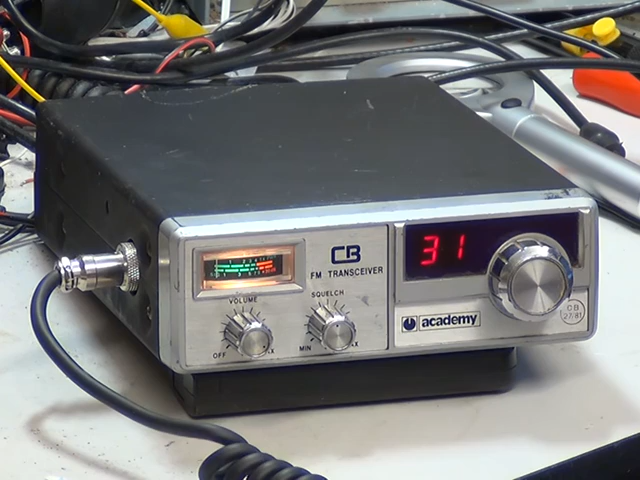 CB
FM TRANSCEIVER
VOLUME
SQUELCH
OFF
MIN
31
academy
CB
27/81